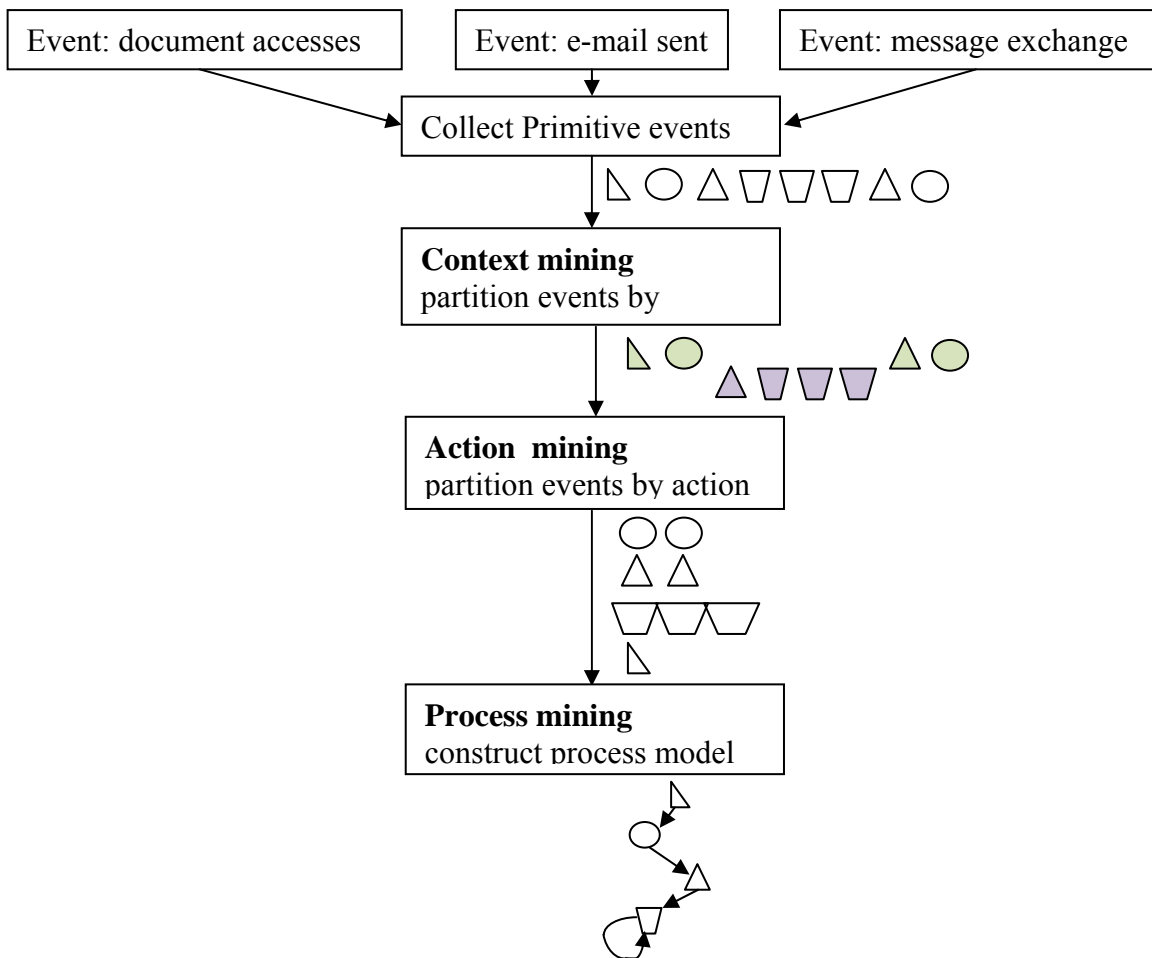 Event: document accesses
Event: e-mail sent
Event: message exchange
Collect Primitive events
Context mining
partition events by
Action mining
partition events by action
Process mining
construct process model